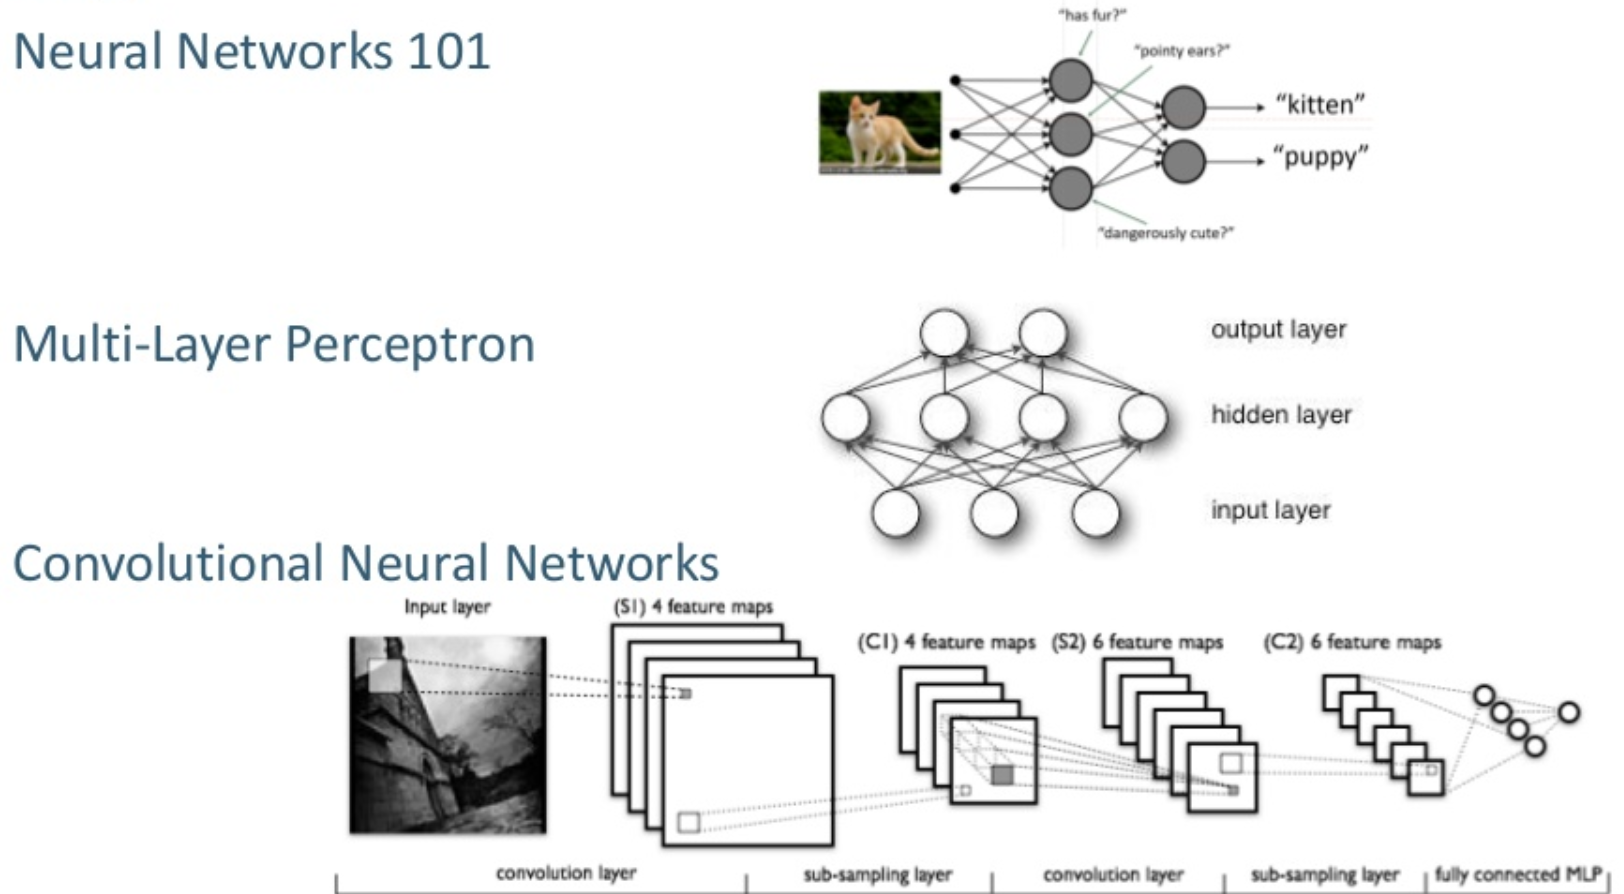 Neural Networks 101
"has fur?"
"pointy ears?"
"kitten"
"puppy"
"dangerously cute?"
Multi-Layer Perceptron
output layer
hidden layer
input layer
Convolutional Neural Networks
Input layer
(S1) 4 feature maps
(C1) 4 feature maps
(S2) 6 feature maps
(C2) 6 feature maps
convolution layer
sub-sampling layer
convolution layer
sub-sampling layer
fully connected MLP